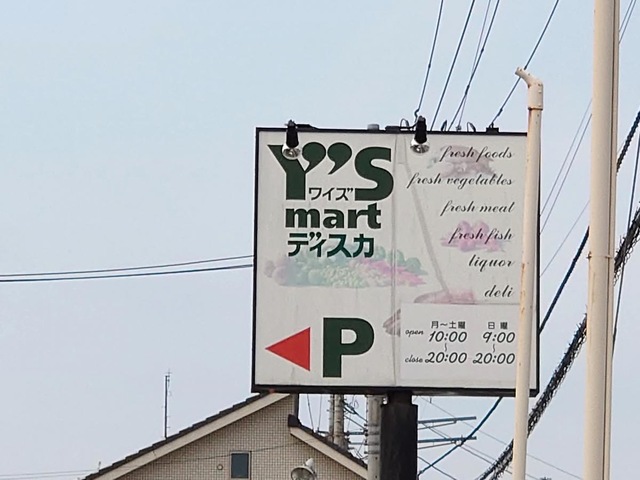 Y"S
ワイズ
mart
ディスカ
P
fresh foods
fresh vegetables
fresh meat
fresh fish
liquor
deli
月〜土曜 日曜
open 10:00 9:00
〜 〜
close 20:00 20:00